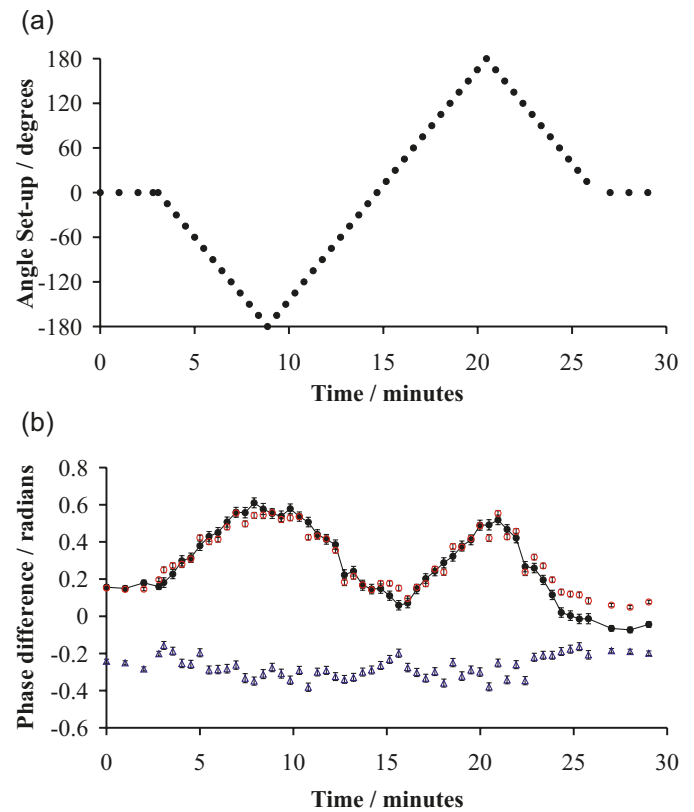 (a)
Angle Set-up / degrees
180
120
60
0
-60
-120
-180
0 5 10 15 20 25 30
Time / minutes
(b)
Phase difference / radians
0.8
0.6
0.4
0.2
0
-0.2
-0.4
-0.6
0 5 10 15 20 25 30
Time / minutes